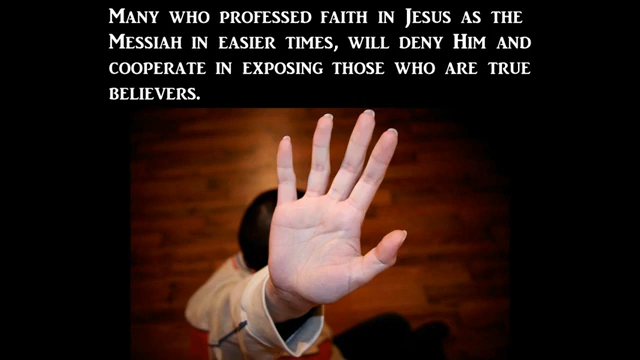 Many who professed faith in Jesus as the
Messiah in easier times, will deny Him and
cooperate in exposing those who are true
believers.